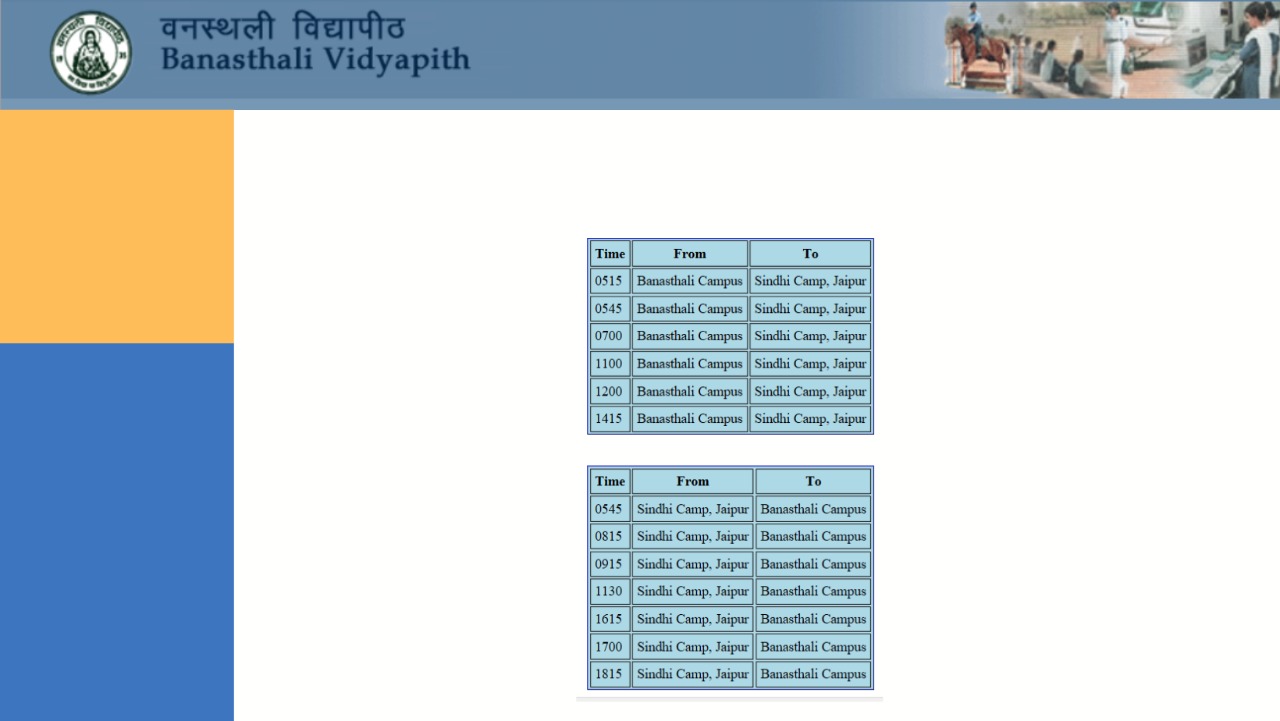 वनस्थली विद्यापीठ
Banasthali Vidyapith
Time From To
0515 Banasthali Campus Sindhi Camp, Jaipur
0545 Banasthali Campus Sindhi Camp, Jaipur
0700 Banasthali Campus Sindhi Camp, Jaipur
1100 Banasthali Campus Sindhi Camp, Jaipur
1200 Banasthali Campus Sindhi Camp, Jaipur
1415 Banasthali Campus Sindhi Camp, Jaipur
Time From To
0545 Sindhi Camp, Jaipur Banasthali Campus
0815 Sindhi Camp, Jaipur Banasthali Campus
0915 Sindhi Camp, Jaipur Banasthali Campus
1130 Sindhi Camp, Jaipur Banasthali Campus
1615 Sindhi Camp, Jaipur Banasthali Campus
1700 Sindhi Camp, Jaipur Banasthali Campus
1815 Sindhi Camp, Jaipur Banasthali Campus